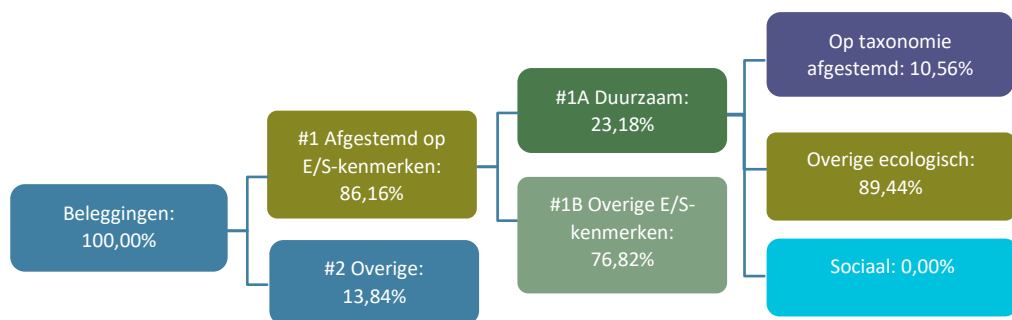 Beleggingen:
100,00%
#1 Afgestemd op
E/S-kenmerken:
86,16%
#2 Overige:
13,84%
#1A Duurzaam:
23,18%
#1B Overige E/S-
kenmerken:
76,82%
Op taxonomie
afgestemd: 10,56%
Overige ecologisch:
89,44%
Sociaal: 0,00%